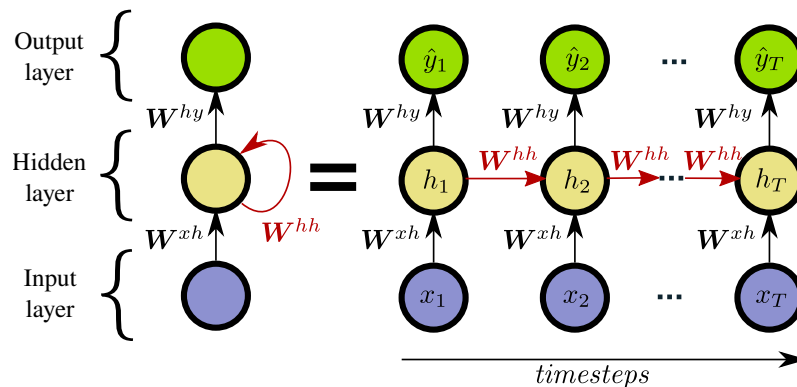 Output
layer
Hidden
layer
Input
layer
W^{hy}
W^{xh}
W^{hh}
=
ŷ_1 ŷ_2 ... ŷ_T
W^{hy} W^{hy} W^{hy}
W^{hh} W^{hh} W^{hh}
h_1 h_2 ... h_T
W^{xh} W^{xh} W^{xh}
x_1 x_2 ... x_T
timesteps